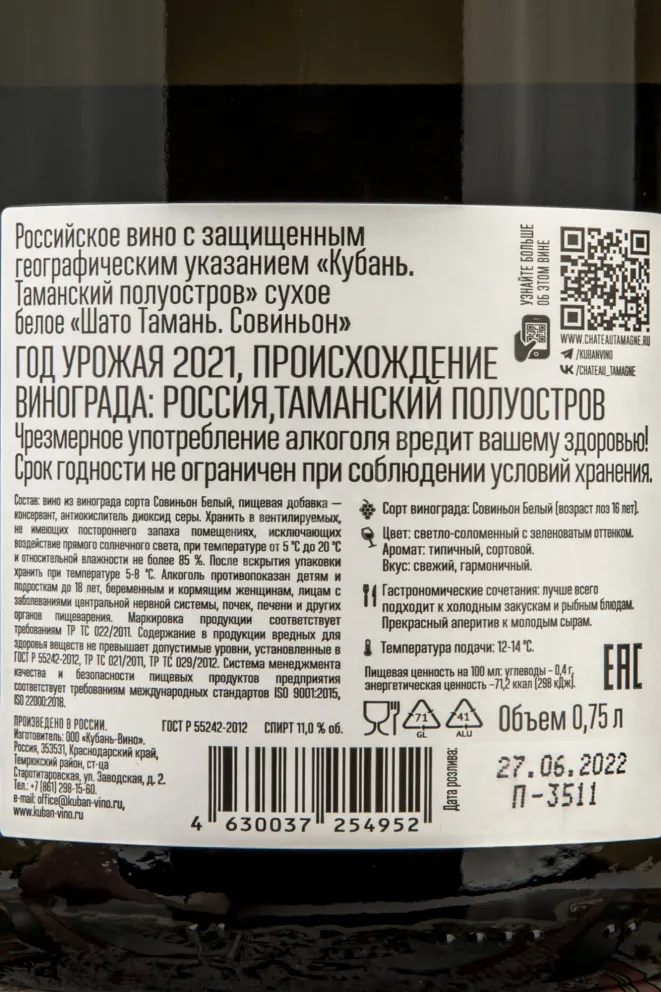 Российское вино с защищенным
географическим указанием «Кубань.
Таманский полуостров» сухое
белое «Шато Тамань. Совиньон»
УЗНАЙТЕ БОЛЬШЕ
ОБ ЭТОМ ВИНЕ
WWW.CHATEAUTAMAGNE.RU
/KUBANVINO
/CHATEAU_TAMAGNE
ГОД УРОЖАЯ 2021, ПРОИСХОЖДЕНИЕ
ВИНОГРАДА: РОССИЯ,ТАМАНСКИЙ ПОЛУОСТРОВ
Чрезмерное употребление алкоголя вредит вашему здоровью!
Срок годности не ограничен при соблюдении условий хранения.
Состав: вино из винограда сорта Совиньон Белый, пищевая добавка –
консервант, антиокислитель диоксид серы. Хранить в вентилируемых,
не имеющих постороннего запаха помещениях, исключающих
воздействие прямого солнечного света, при температуре от 5 °С до 20 °С
и относительной влажности не более 85 %. После вскрытия упаковки
хранить при температуре 5-8 °С. Алкоголь противопоказан детям и
подросткам до 18 лет, беременным и кормящим женщинам, лицам с
заболеваниями центральной нервной системы, почек, печени и других
органов пищеварения. Маркировка продукции соответствует
требованиям ТР ТС 022/2011. Содержание в продукции вредных для
здоровья веществ не превышает допустимые уровни, установленные в
ГОСТ Р 55242-2012, ТР ТС 021/2011, ТР ТС 029/2012. Система менеджмента
качества и безопасности пищевых продуктов предприятия
соответствует требованиям международных стандартов ISO 9001:2015,
ISO 22000:2018.
Сорт винограда: Совиньон Белый (возраст лоз 16 лет).
Цвет: светло-соломенный с зеленоватым оттенком.
Аромат: типичный, сортовой.
Вкус: свежий, гармоничный.
Гастрономические сочетания: лучше всего
подходит к холодным закускам и рыбным блюдам.
Прекрасный аперитив к молодым сырам.
Температура подачи: 12-14 °С.
Пищевая ценность на 100 мл: углеводы – 0,4 г,
энергетическая ценность –71,2 ккал (298 кДж).
EAC
ПРОИЗВЕДЕНО В РОССИИ.
Изготовитель: ООО «Кубань-Вино».
Россия, 353531, Краснодарский край,
Темрюкский район, ст-ца
Старотитаровская, ул. Заводская, д. 2.
Тел.: +7 (861) 298-15-60.
e-mail: office@kuban-vino.ru,
www.kuban-vino.ru
ГОСТ Р 55242-2012 СПИРТ 11,0 % об.
71
GL
41
ALU
Объем 0,75 л
4 630037 254952
Дата розлива:
27.06.2022
П-3511